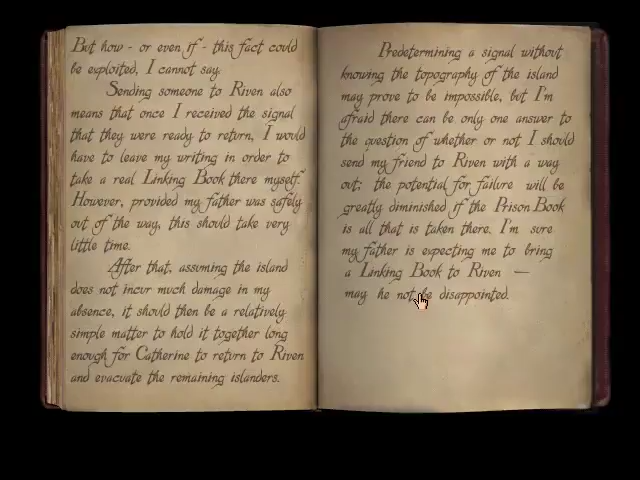 But how - or even if - this fact could
be exploited, I cannot say.
Sending someone to Riven also
means that once I received the signal
that they were ready to return, I would
have to leave my writing in order to
take a real Linking Book there myself.
However, provided my father was safely
out of the way, this should take very
little time.
After that, assuming the island
does not incur much damage in my
absence, it should then be a relatively
simple matter to hold it together long
enough for Catherine to return to Riven
and evacuate the remaining islanders.
Predetermining a signal without
knowing the topography of the island
may prove to be impossible, but I'm
afraid there can be only one answer to
the question of whether or not I should
send my friend to Riven with a way
out: the potential for failure will be
greatly diminished if the Prison Book
is all that is taken there. I'm sure
my father is expecting me to bring
a Linking Book to Riven —
may he not be disappointed.